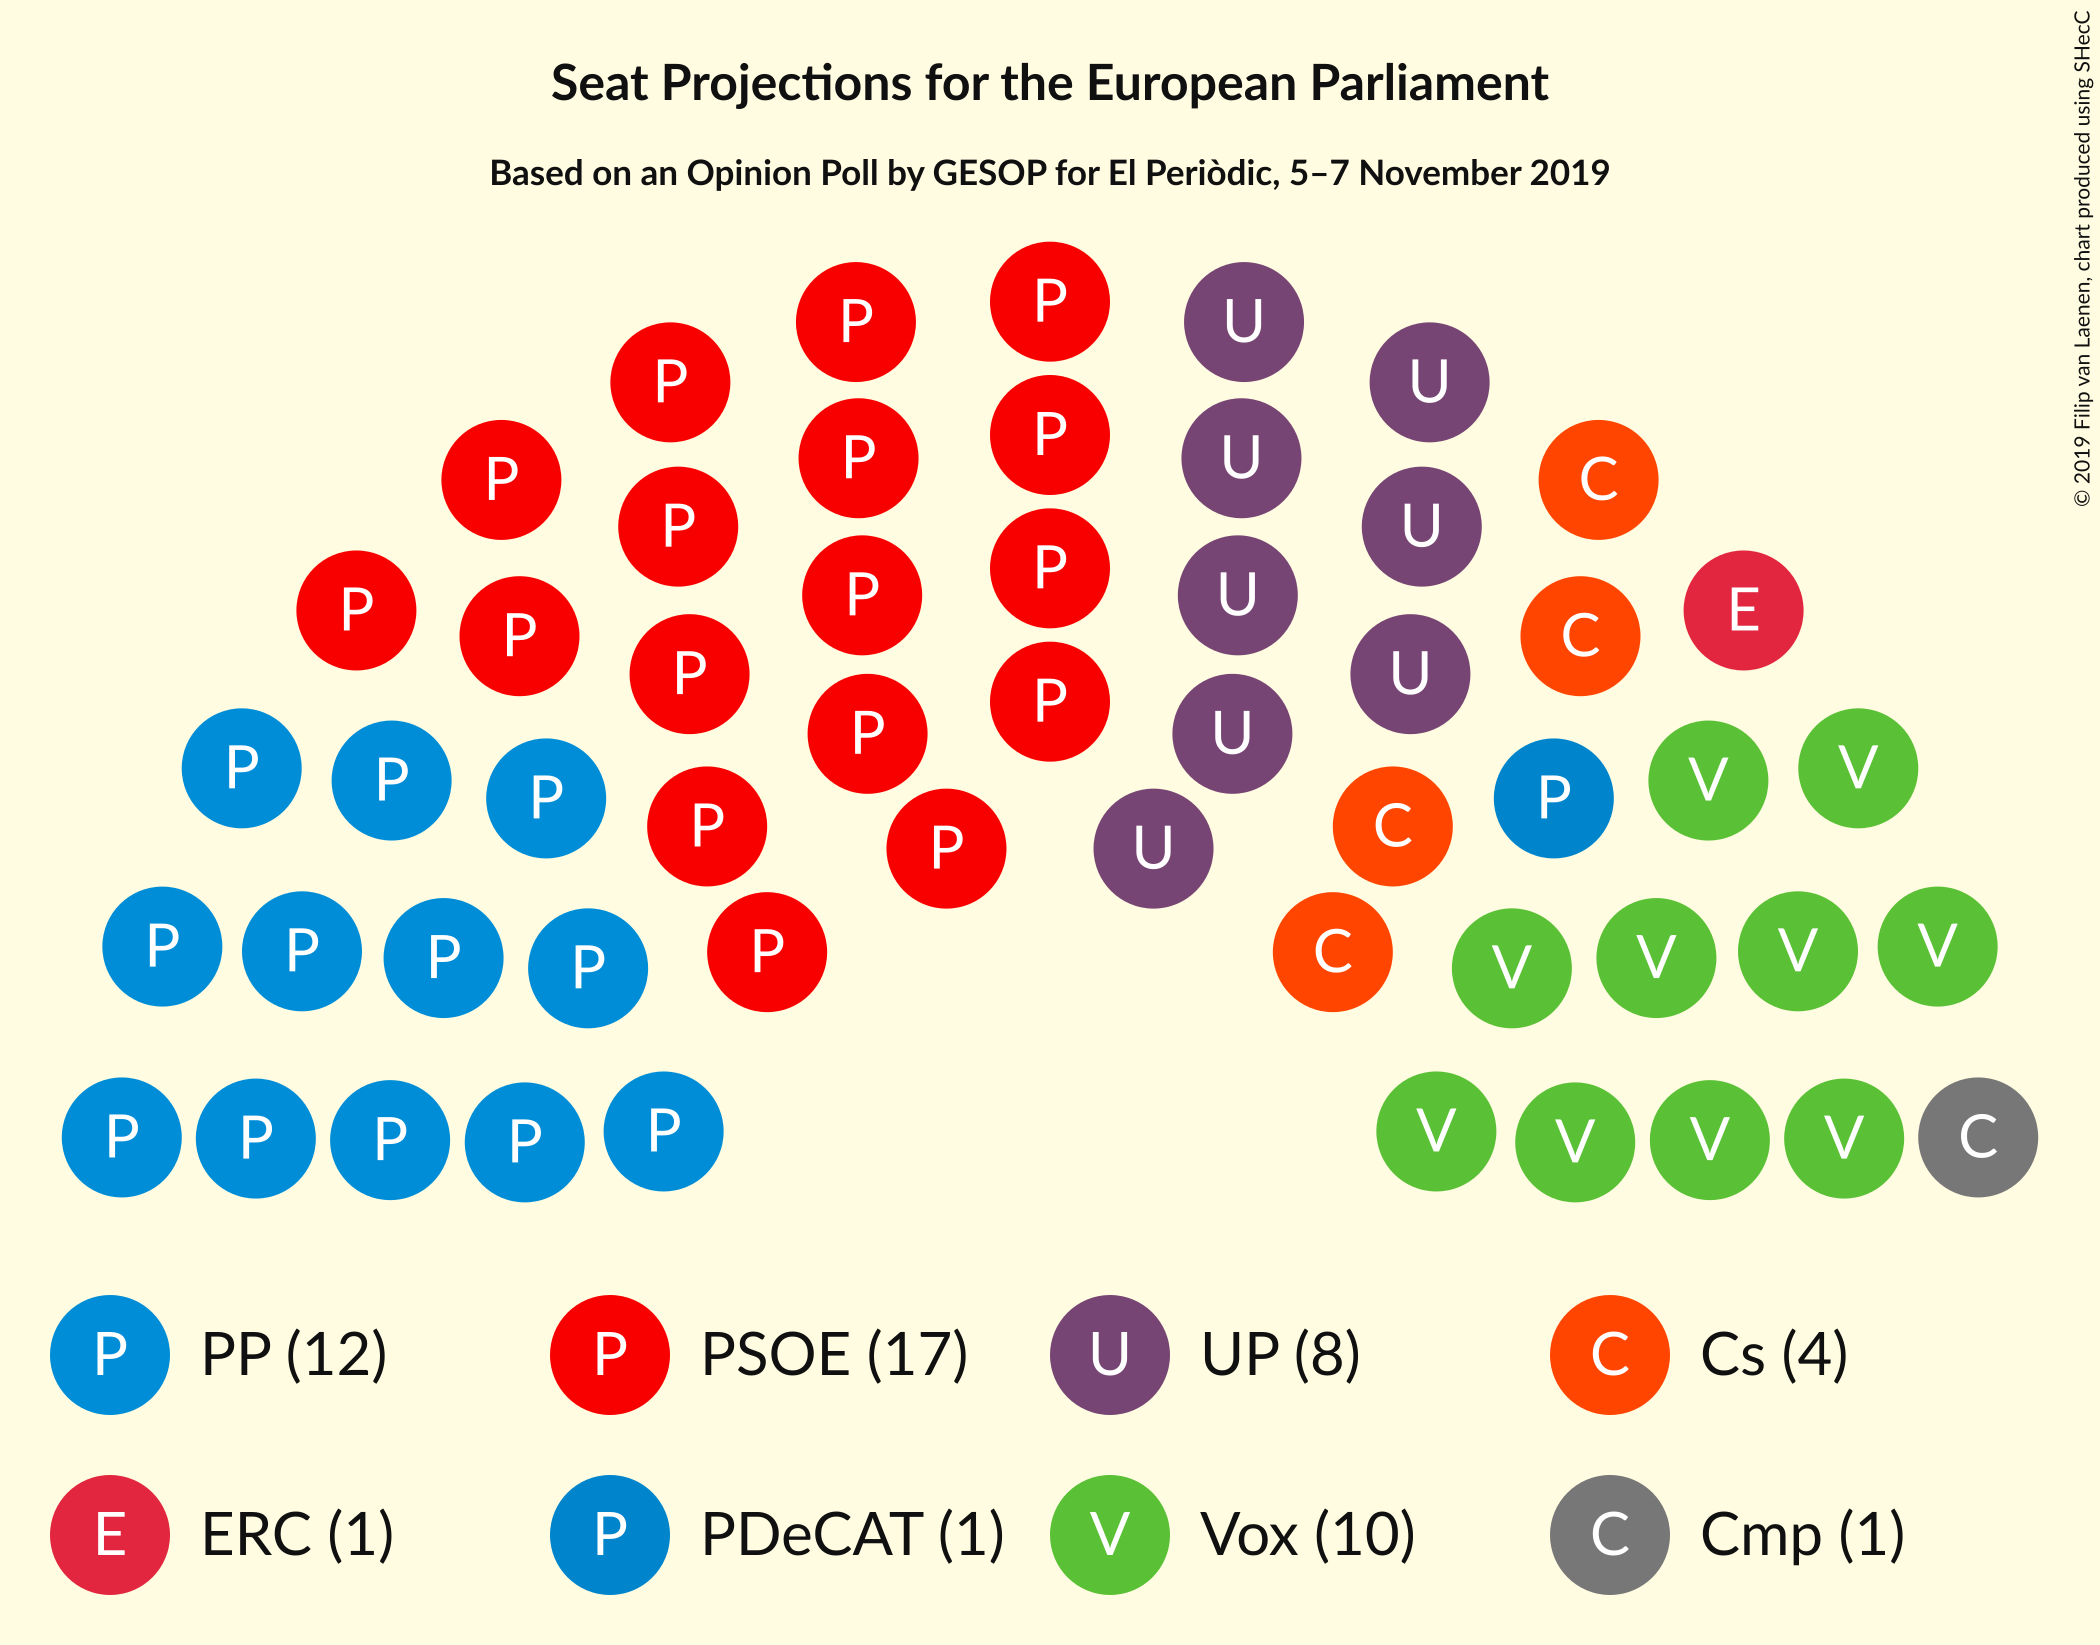 Seat Projections for the European Parliament
Based on an Opinion Poll by GESOP for El Periòdic, 5–7 November 2019
© 2019 Filip van Laenen, chart produced using SHecC
P
P U
P U
P P U
P U
P C
P U
P P U
P P U
P E
P C
P U
P P U
P U
V V
P P P P
P C
P U
P P P P P C V V V V
P P P P P V V V V C
P PP (12) P PSOE (17) U UP (8) C Cs (4)
E ERC (1) P PDeCAT (1) V Vox (10) C Cmp (1)